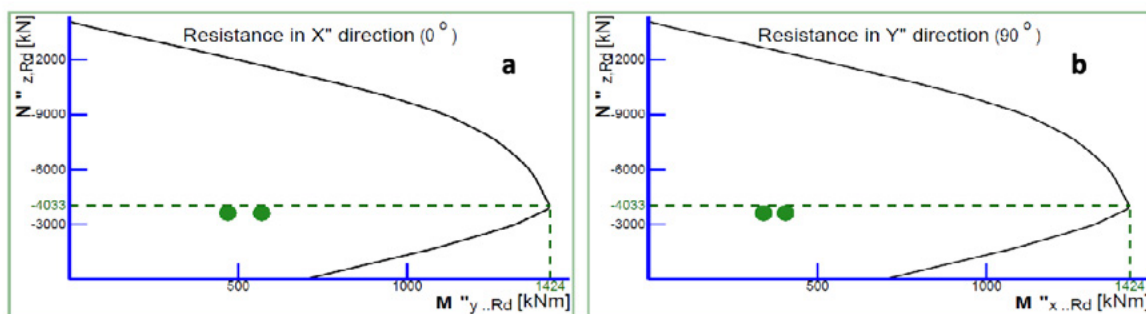 Resistance in X" direction (0°)
a
N"z,Rd [kN]
-12000
-9000
-6000
-4033
-3000
500
1000
1424
M "y ..Rd [kNm]
Resistance in Y" direction (90°)
b
N"z,Rd [kN]
-12000
-9000
-6000
-4033
-3000
500
1000
1424
M "x ..Rd [kNm]